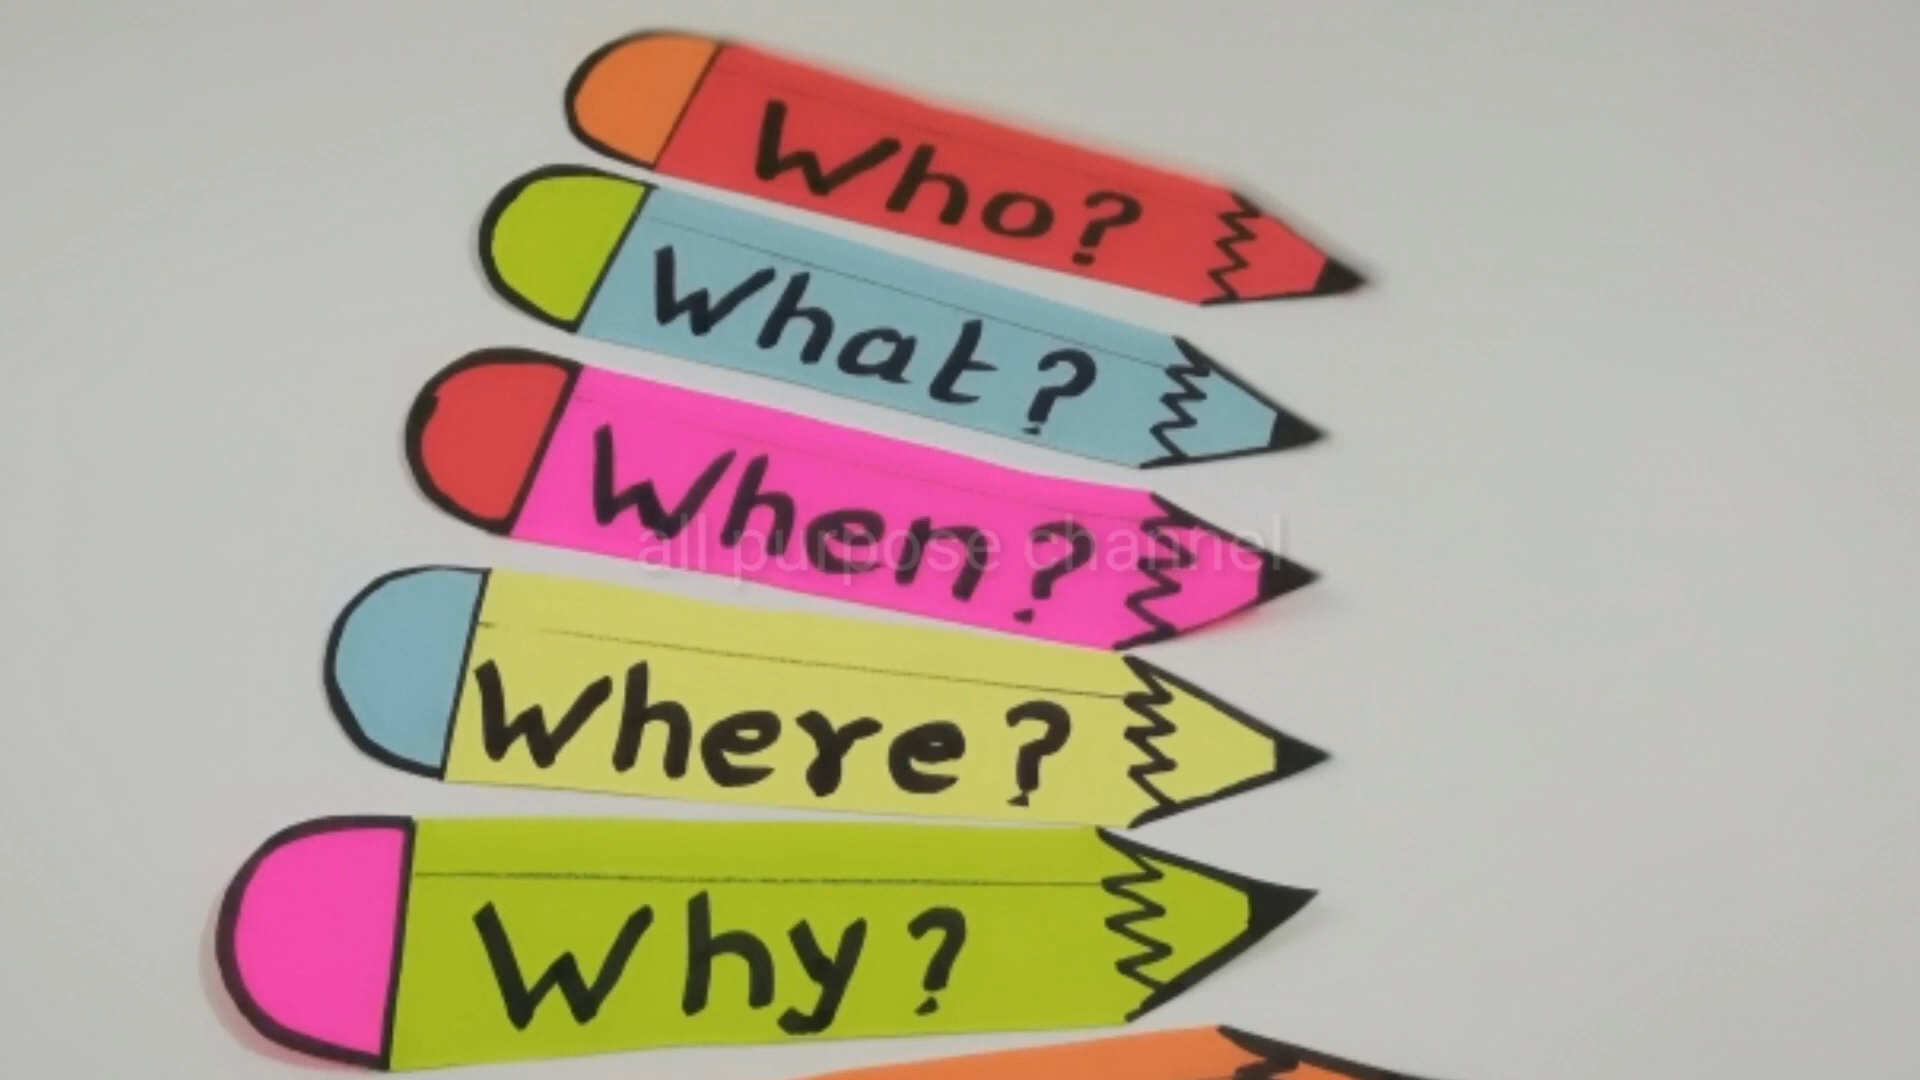 Who?
What?
When?
all purpose channel
Where?
Why?